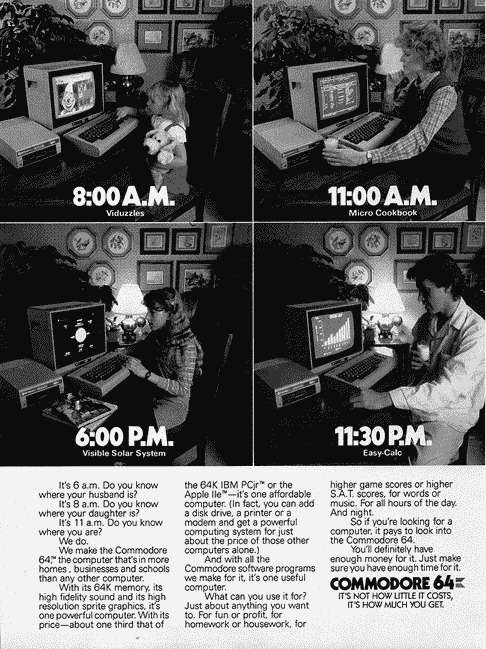 8:00 A.M.
Viduzzles
11:00 A.M.
Micro Cookbook
6:00 P.M.
Visible Solar System
11:30 P.M.
Easy-Calc
It's 6 a.m. Do you know
where your husband is?
It's 8 a.m. Do you know
where your daughter is?
It's 11 a.m. Do you know
where you are?
We do.
We make the Commodore
64,™ the computer that's in more
homes, businesses and schools
than any other computer.
With its 64K memory, its
high fidelity sound and its high
resolution sprite graphics, it's
one powerful computer. With its
price—about one third that of
the 64K IBM PCjr™ or the
Apple IIe™—it's one affordable
computer. (In fact, you can add
a disk drive, a printer or a
modem and get a powerful
computing system for just
about the price of those other
computers alone.)
And with all the
Commodore software programs
we make for it, it's one useful
computer.
What can you use it for?
Just about anything you want
to. For fun or profit, for
homework or housework, for
higher game scores or higher
S.A.T. scores, for words or
music. For all hours of the day.
And night.
So if you're looking for a
computer, it pays to look into
the Commodore 64.
You'll definitely have
enough money for it. Just make
sure you have enough time for it.
COMMODORE 64
IT'S NOT HOW LITTLE IT COSTS,
IT'S HOW MUCH YOU GET.